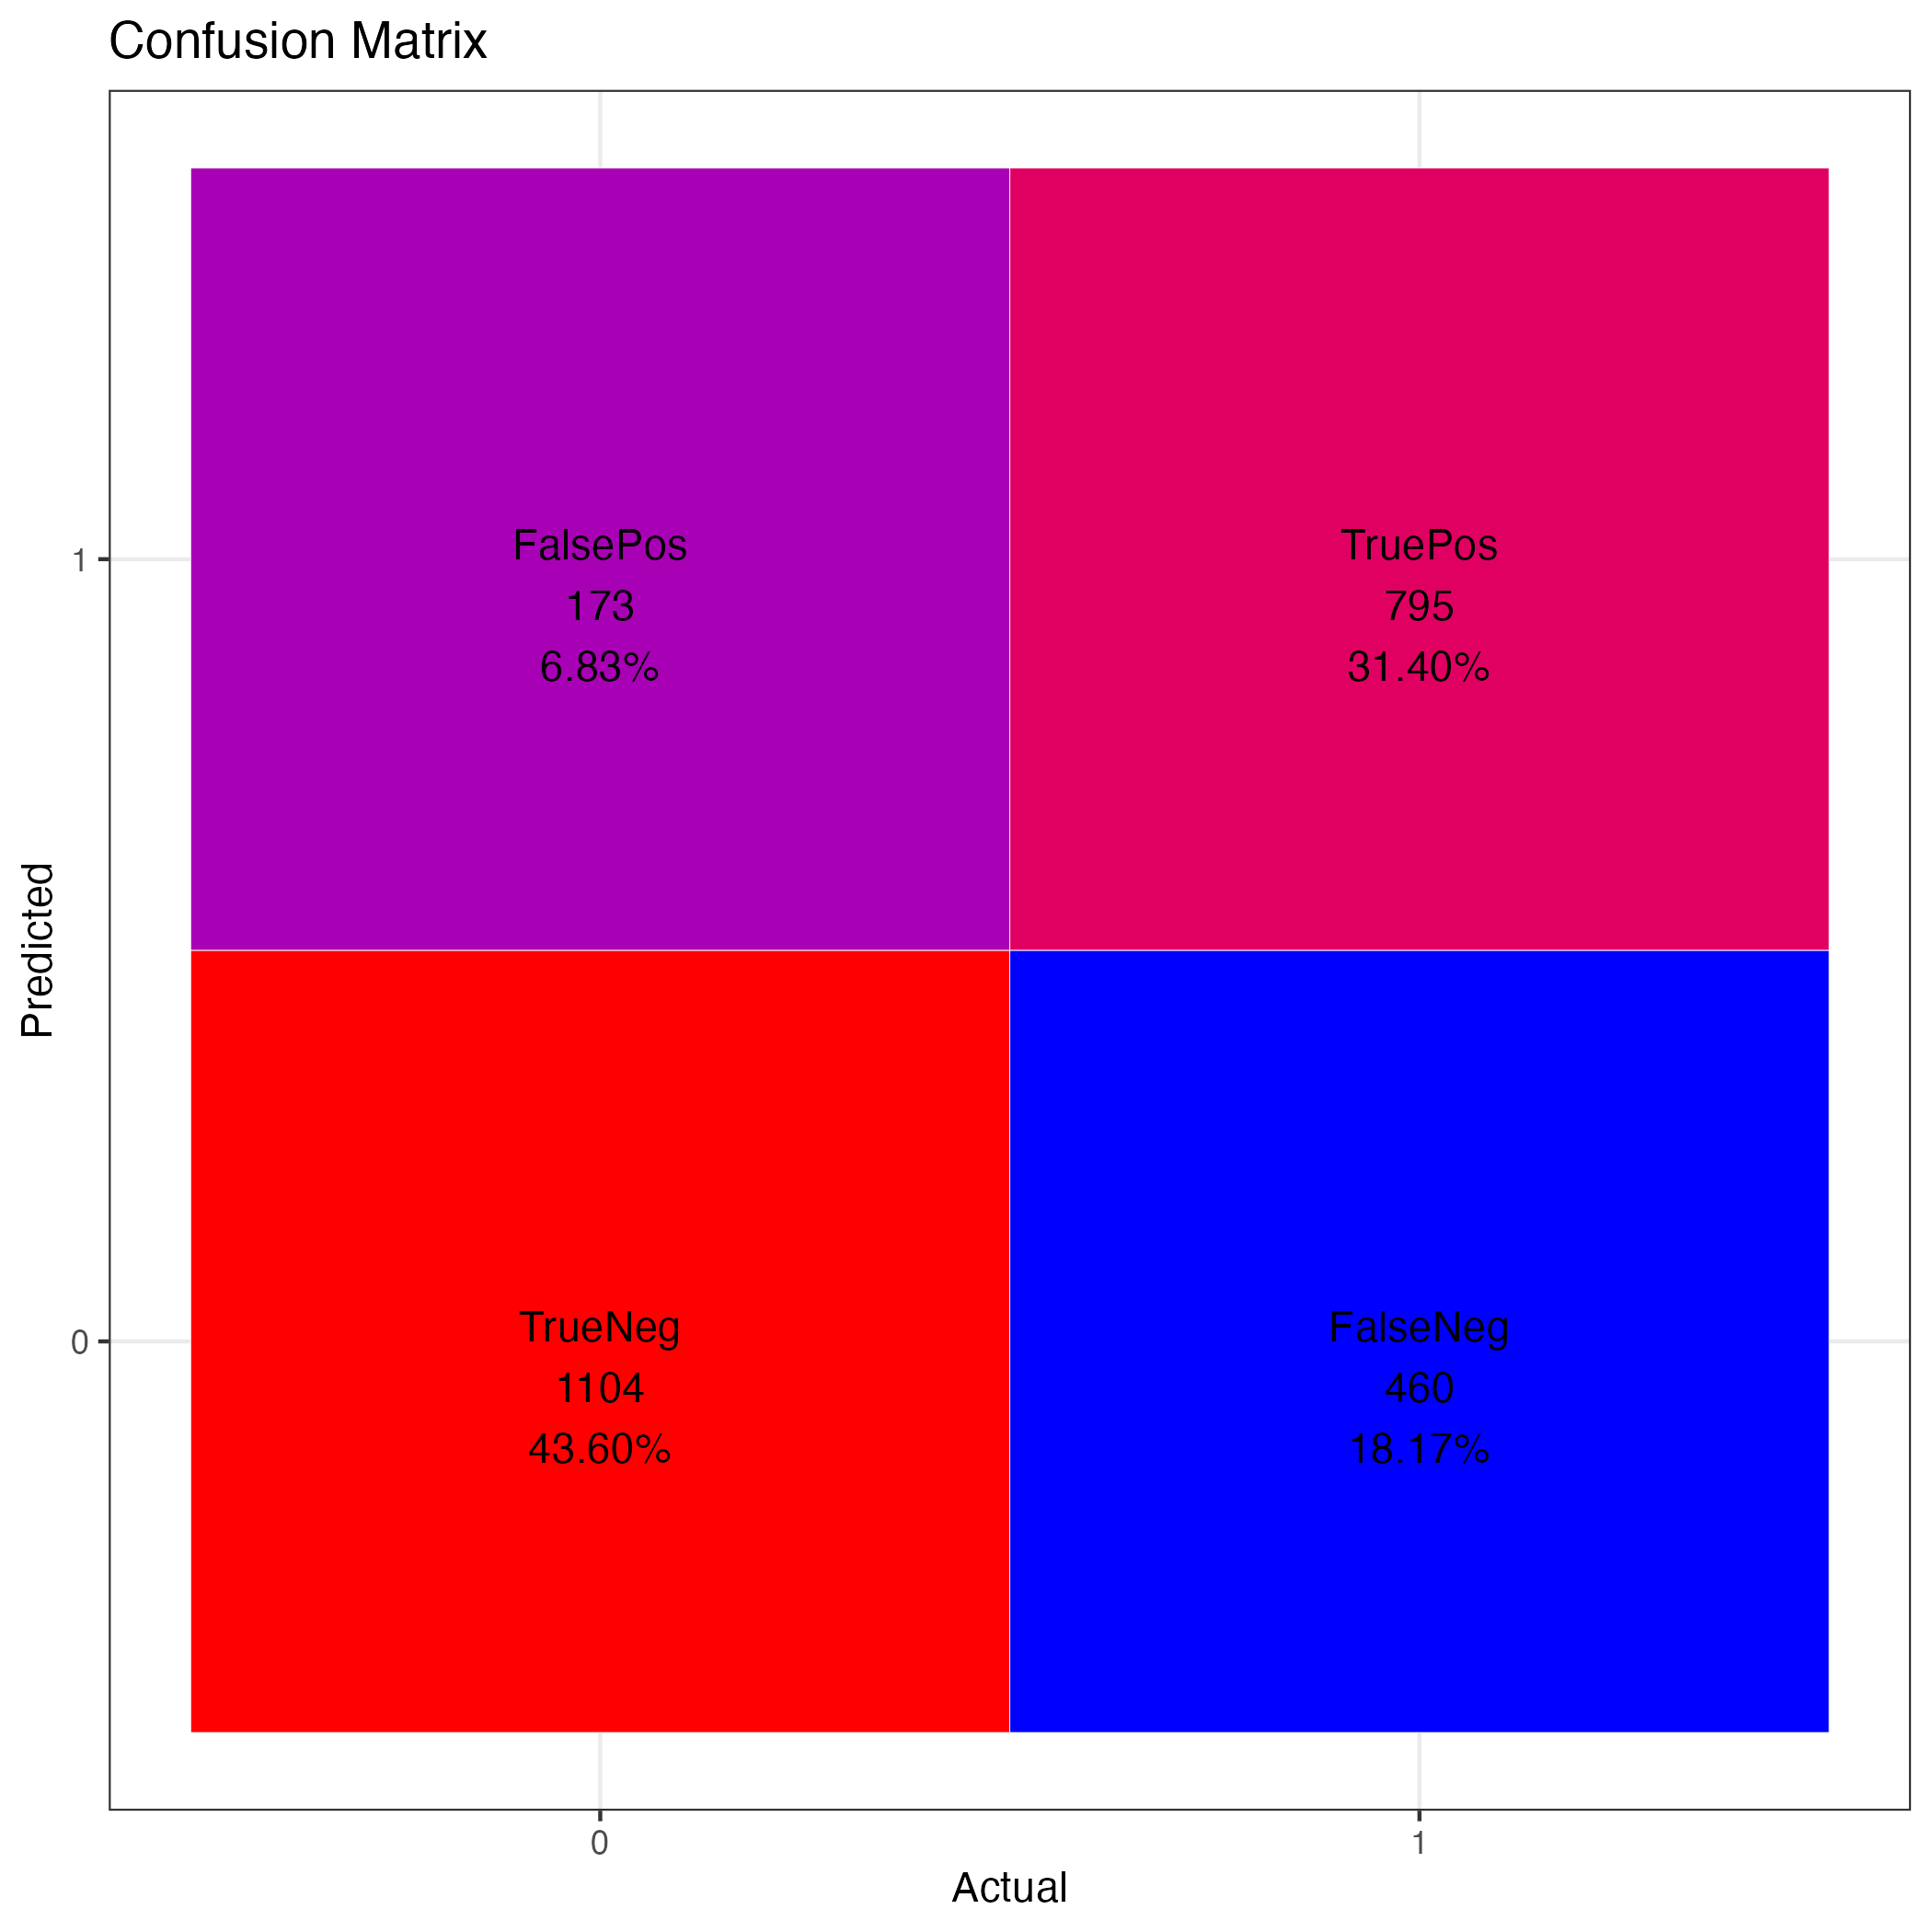 Confusion Matrix
Predicted
1
0
FalsePos
173
6.83%
TruePos
795
31.40%
TrueNeg
1104
43.60%
FalseNeg
460
18.17%
0
1
Actual